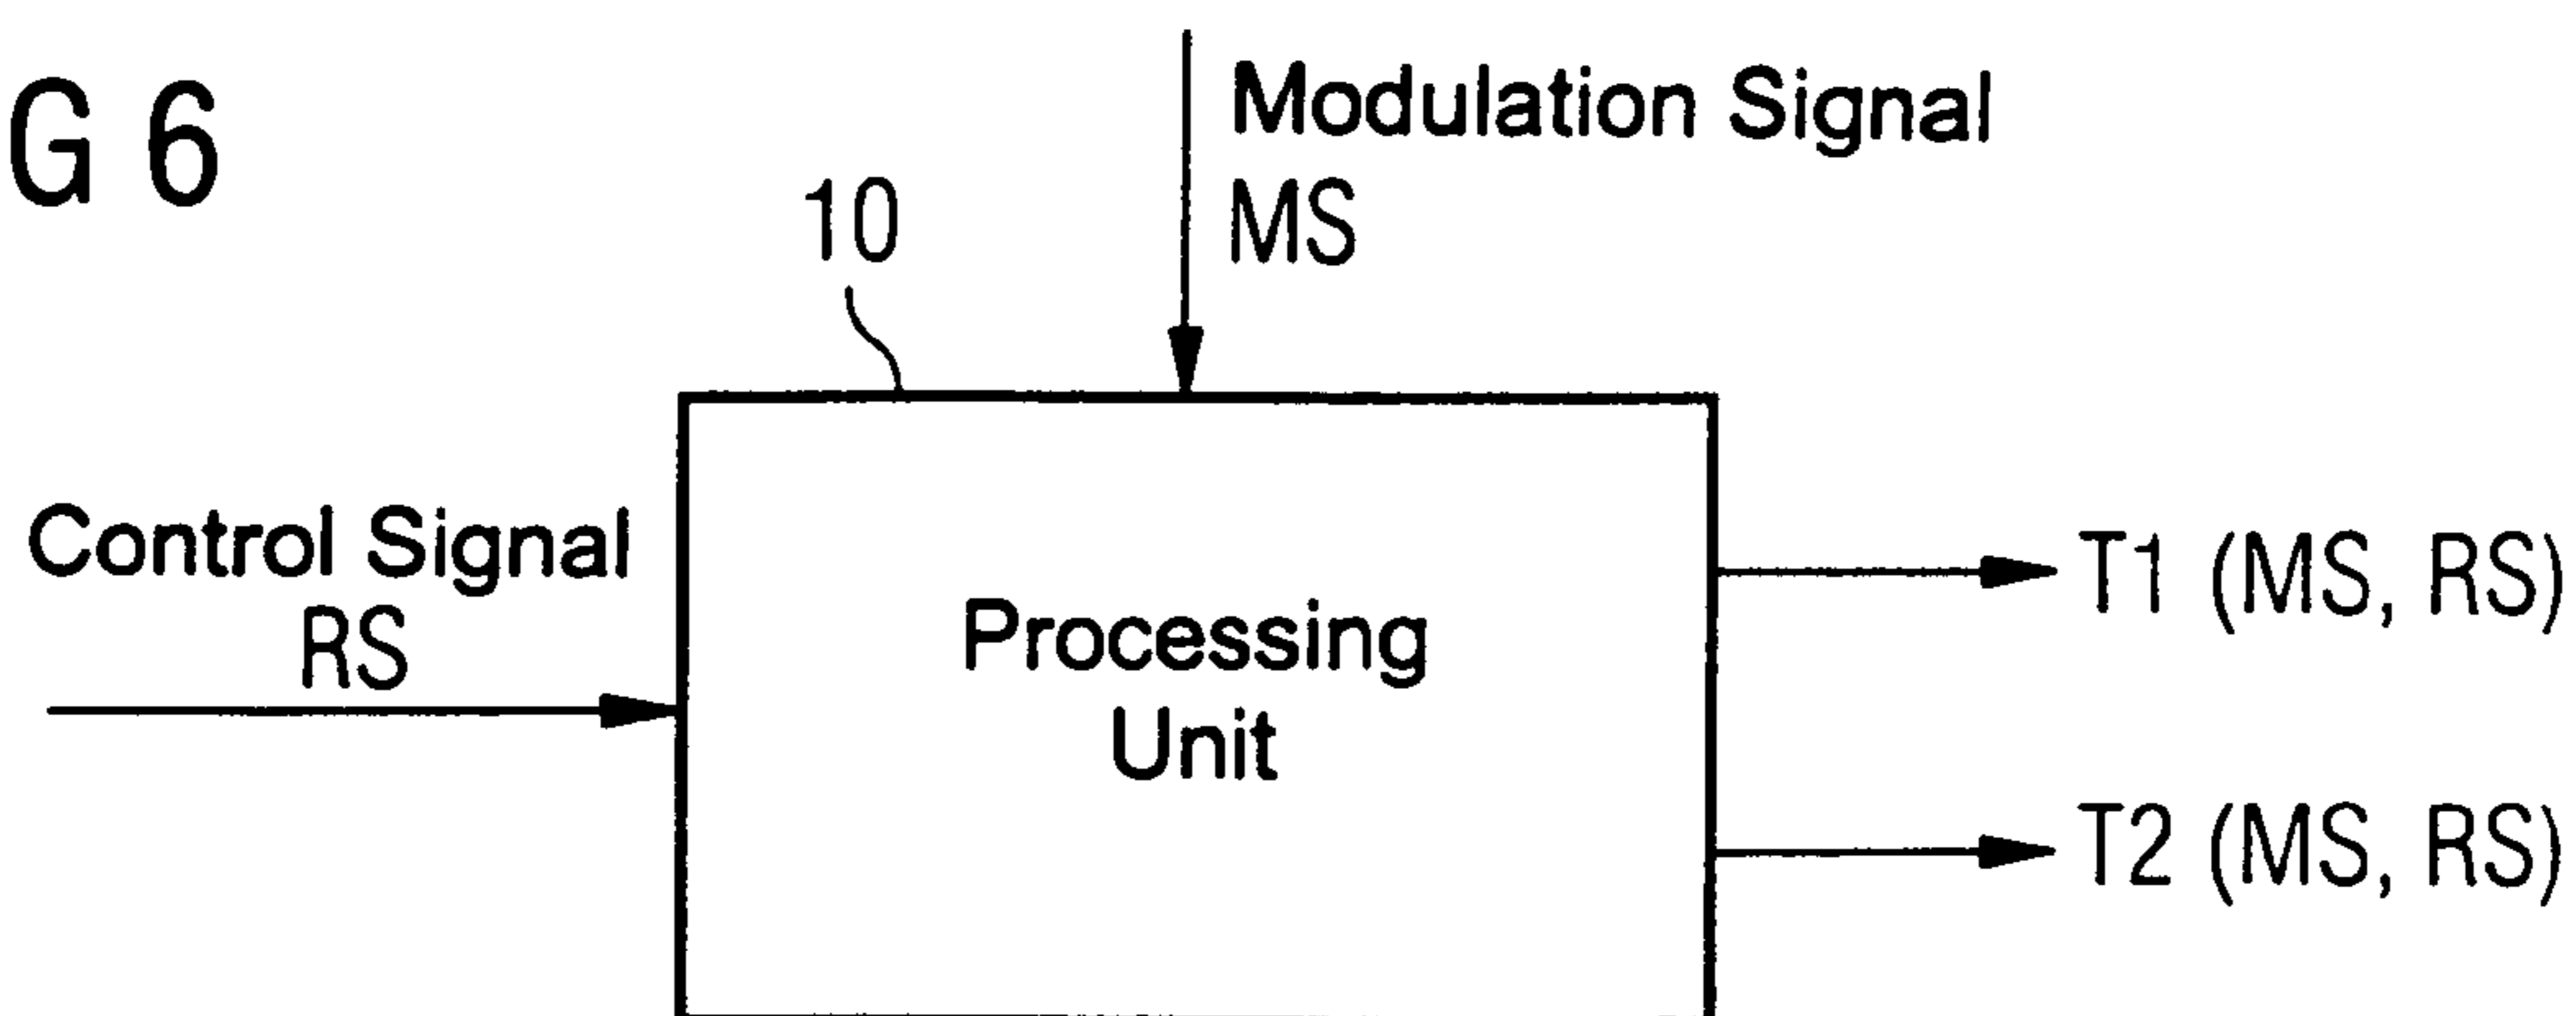 G 6
Modulation Signal
MS
10
Control Signal
RS
Processing
Unit
T1 (MS, RS)
T2 (MS, RS)